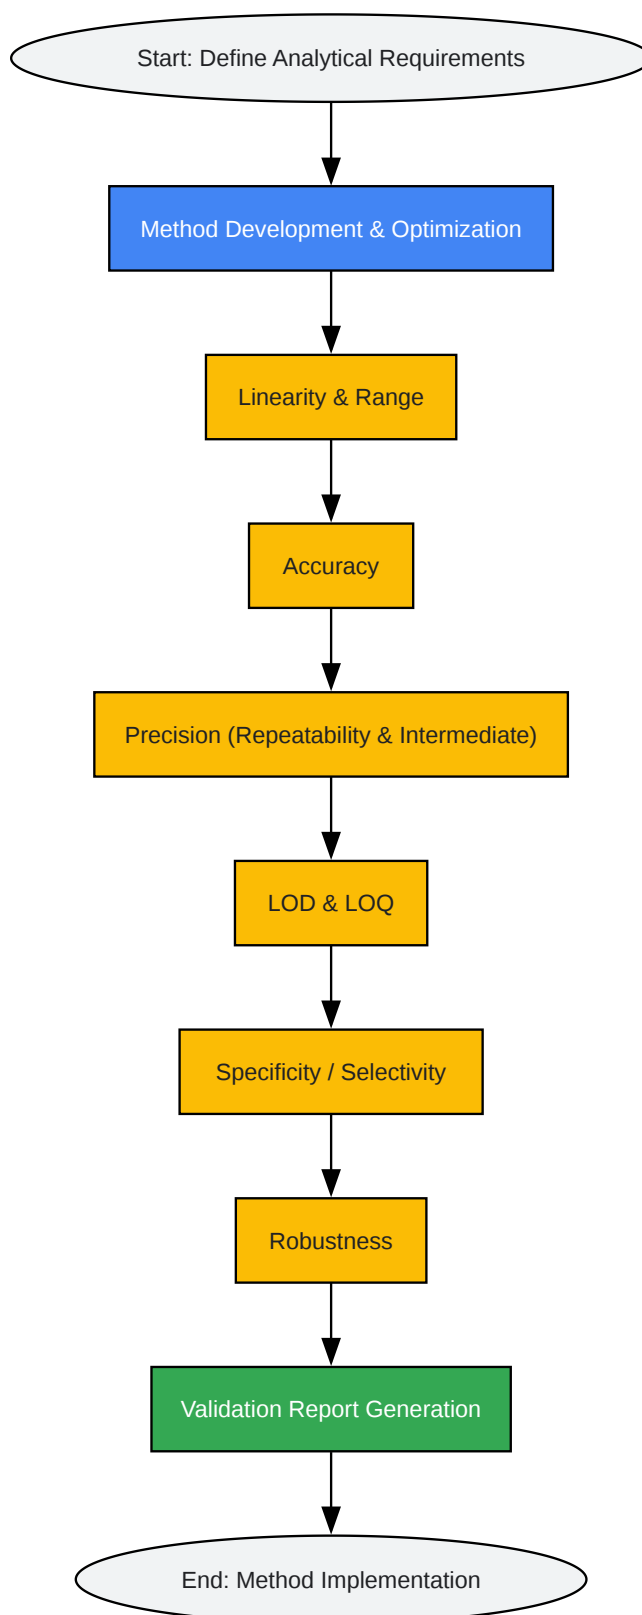 Start: Define Analytical Requirements
Method Development & Optimization
Linearity & Range
Accuracy
Precision (Repeatability & Intermediate)
LOD & LOQ
Specificity / Selectivity
Robustness
Validation Report Generation
End: Method Implementation